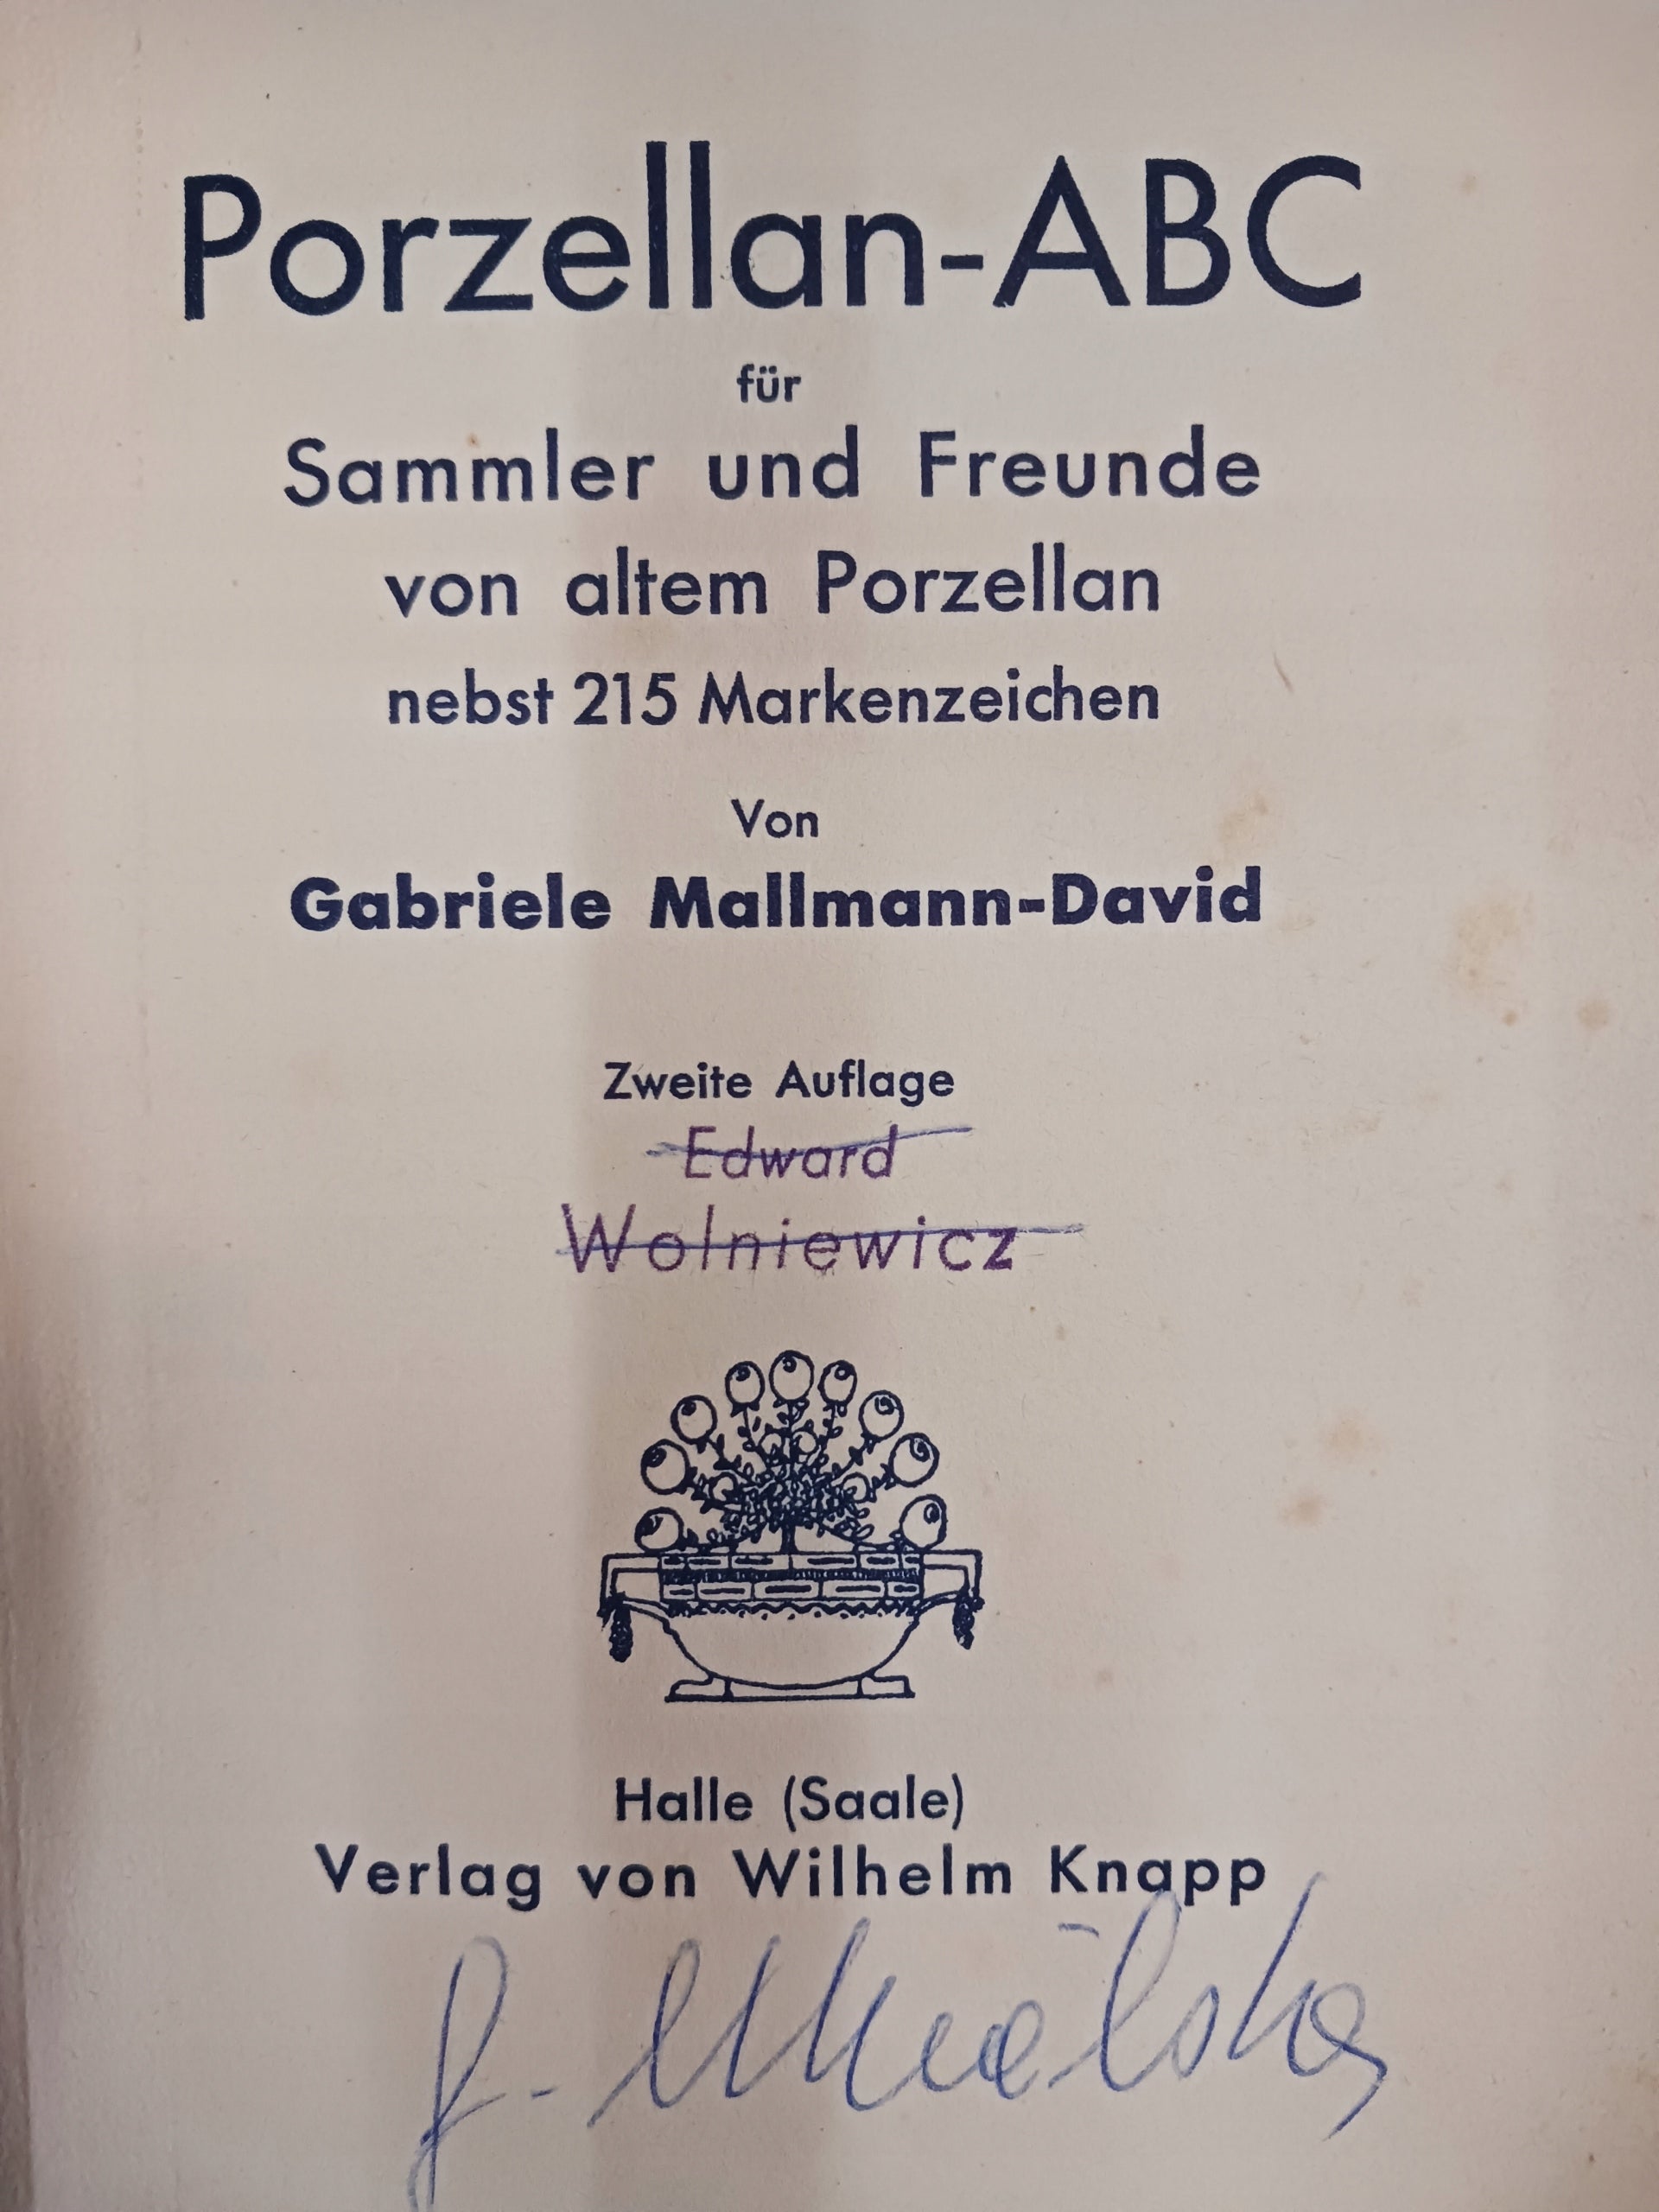 Porzellan-ABC
für
Sammler und Freunde
von altem Porzellan
nebst 215 Markenzeichen
Von
Gabriele Mallmann-David
Zweite Auflage
Edward
Wolniewicz
Halle (Saale)
Verlag von Wilhelm Knapp